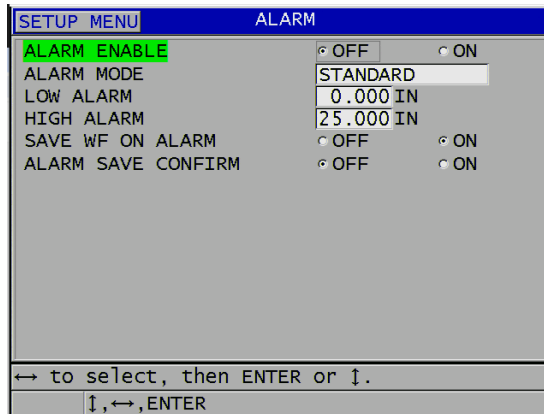 SETUP MENU ALARM
ALARM ENABLE OFF ON
ALARM MODE STANDARD
LOW ALARM 0.000 IN
HIGH ALARM 25.000 IN
SAVE WF ON ALARM OFF ON
ALARM SAVE CONFIRM OFF ON
↔ to select, then ENTER or ↕.
↕,↔,ENTER